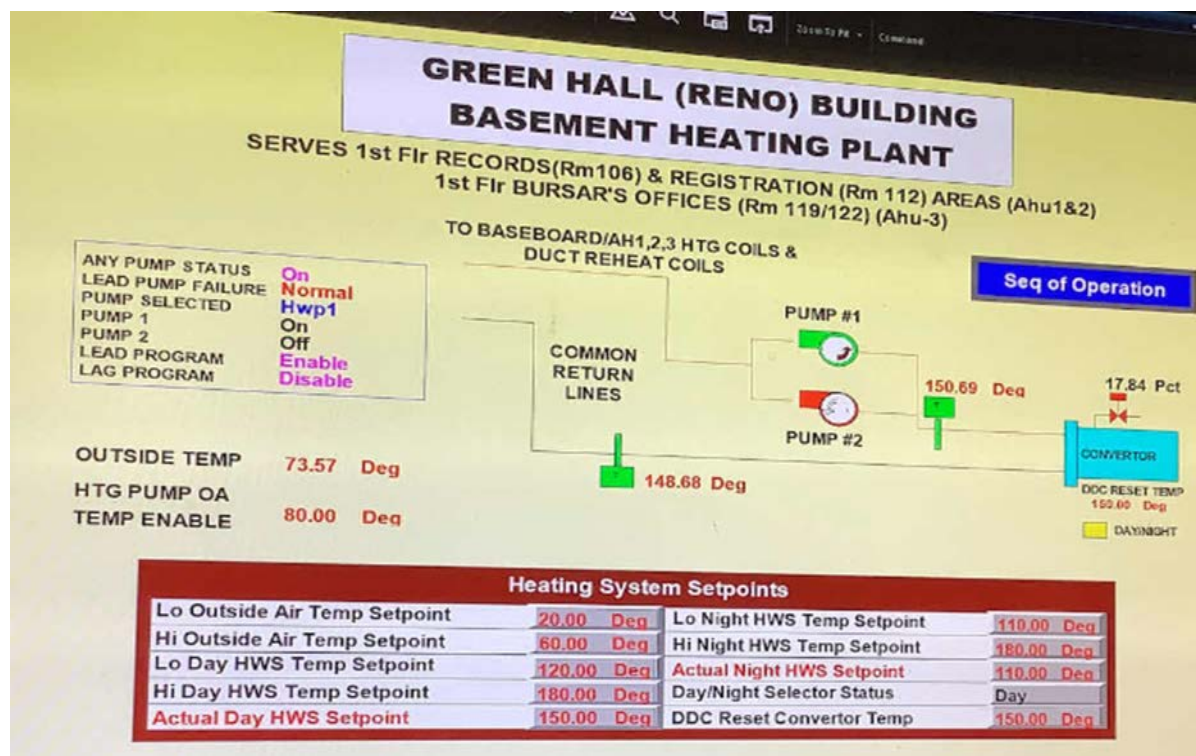 Zoom To Fit Command
GREEN HALL (RENO) BUILDING
BASEMENT HEATING PLANT
SERVES 1st Flr RECORDS(Rm106) & REGISTRATION (Rm 112) AREAS (Ahu1&2)
1st Flr BURSAR'S OFFICES (Rm 119/122) (Ahu-3)
TO BASEBOARD/AH1,2,3 HTG COILS &
DUCT REHEAT COILS
Seq of Operation
ANY PUMP STATUS On
LEAD PUMP FAILURE Normal
PUMP SELECTED Hwp1
PUMP 1 On
PUMP 2 Off
LEAD PROGRAM Enable
LAG PROGRAM Disable
PUMP #1
COMMON
RETURN
LINES
150.69 Deg
17.84 Pct
PUMP #2
CONVERTOR
148.68 Deg
DDC RESET TEMP
150.00 Deg
DAY/NIGHT
OUTSIDE TEMP 73.57 Deg
HTG PUMP OA
TEMP ENABLE 80.00 Deg
Heating System Setpoints
Lo Outside Air Temp Setpoint 20.00 Deg Lo Night HWS Temp Setpoint 110.00 Deg
Hi Outside Air Temp Setpoint 60.00 Deg Hi Night HWS Temp Setpoint 180.00 Deg
Lo Day HWS Temp Setpoint 120.00 Deg Actual Night HWS Setpoint 110.00 Deg
Hi Day HWS Temp Setpoint 180.00 Deg Day/Night Selector Status Day
Actual Day HWS Setpoint 150.00 Deg DDC Reset Convertor Temp 150.00 Deg